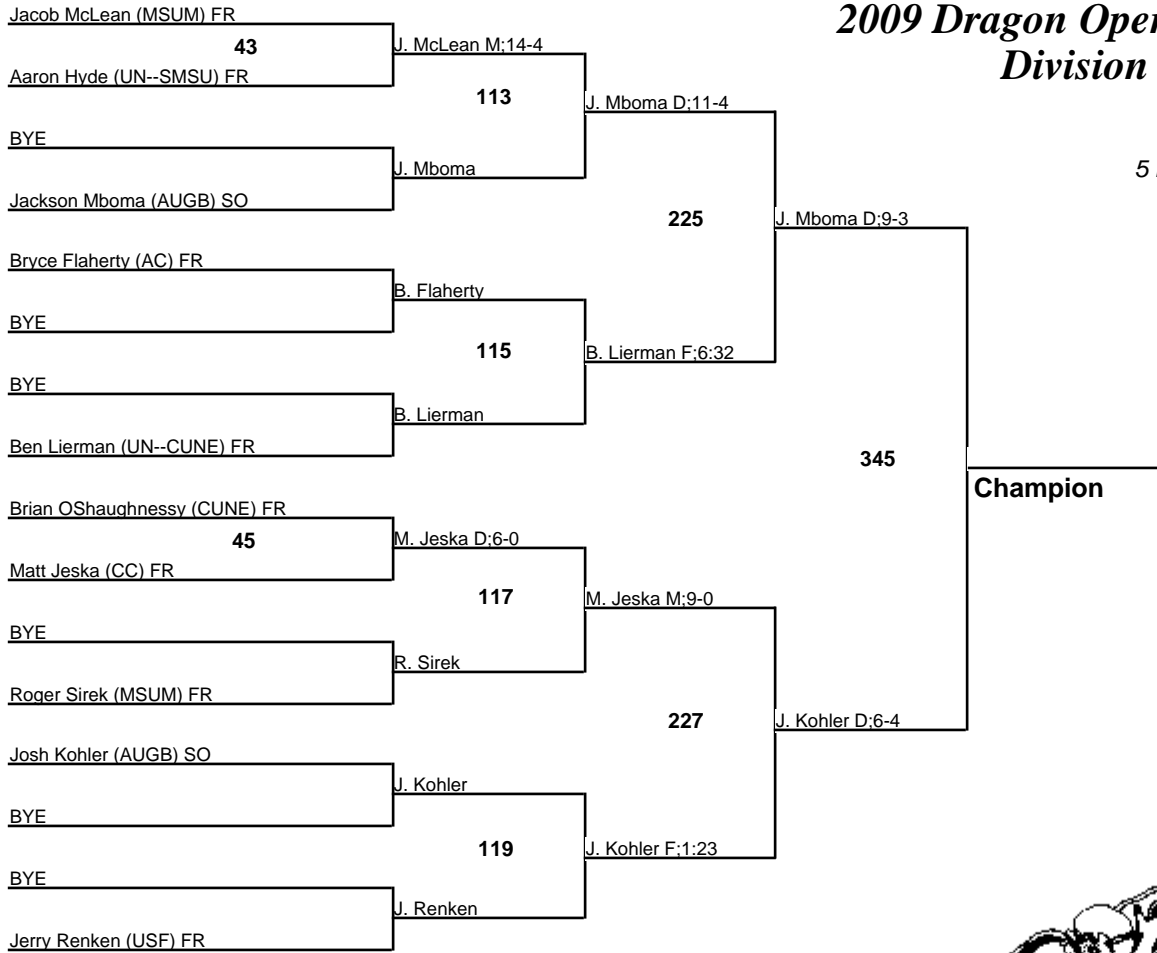 2009 Dragon Open
Division
5
Jacob McLean (MSUM) FR
43
J. McLean M;14-4
Aaron Hyde (UN--SMSU) FR
113
J. Mboma D;11-4
BYE
J. Mboma
Jackson Mboma (AUGB) SO
225
J. Mboma D;9-3
Bryce Flaherty (AC) FR
B. Flaherty
BYE
115
B. Lierman F;6:32
BYE
B. Lierman
Ben Lierman (UN--CUNE) FR
345
Champion
Brian OShaughnessy (CUNE) FR
45
M. Jeska D;6-0
Matt Jeska (CC) FR
117
M. Jeska M;9-0
BYE
R. Sirek
Roger Sirek (MSUM) FR
227
J. Kohler D;6-4
Josh Kohler (AUGB) SO
J. Kohler
BYE
119
J. Kohler F;1:23
BYE
J. Renken
Jerry Renken (USF) FR